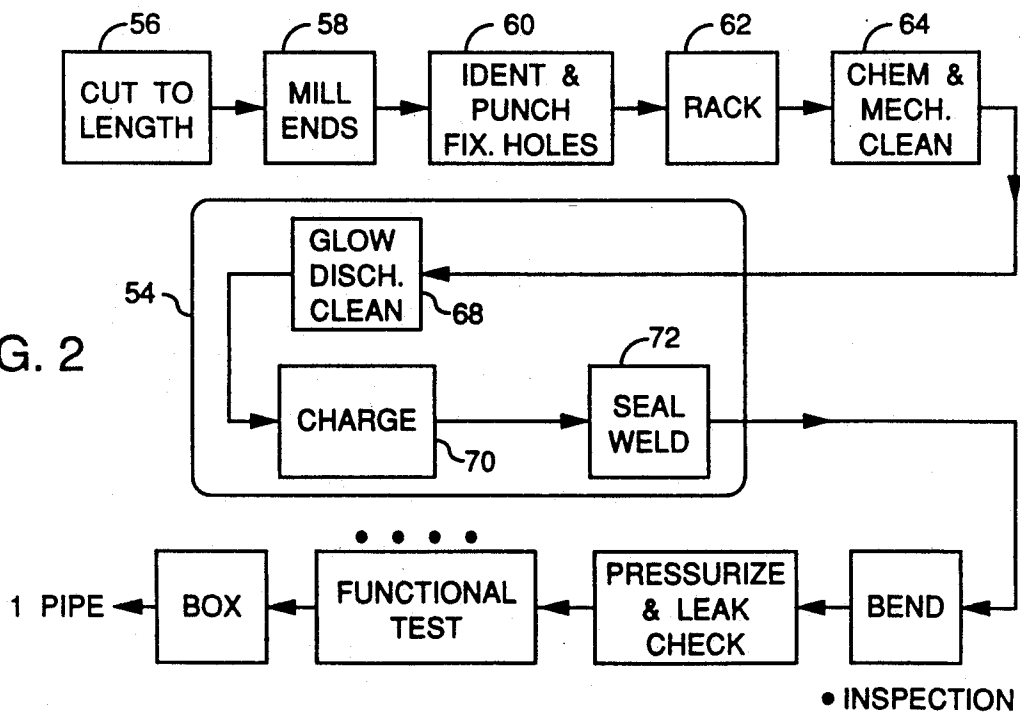 56
58
60
62
64
CUT TO
LENGTH
MILL
ENDS
IDENT &
PUNCH
FIX. HOLES
RACK
CHEM &
MECH.
CLEAN
54
GLOW
DISCH.
CLEAN
68
G. 2
72
CHARGE
70
SEAL
WELD
1 PIPE
BOX
FUNCTIONAL
TEST
PRESSURIZE
& LEAK
CHECK
BEND
• INSPECTION